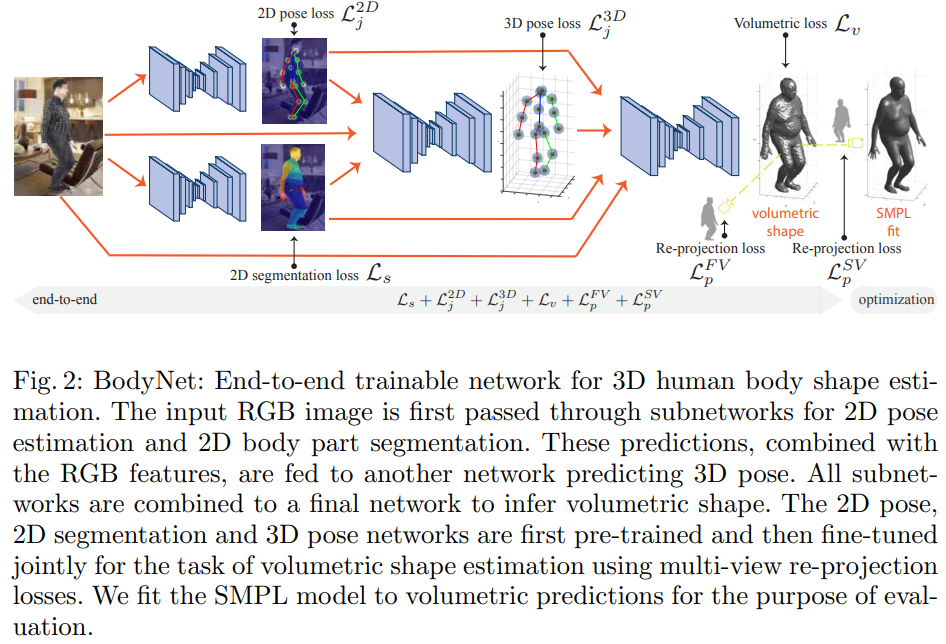 2D pose loss $\mathcal{L}_j^{2D}$
3D pose loss $\mathcal{L}_j^{3D}$
Volumetric loss $\mathcal{L}_v$
volumetric
shape
SMPL
fit
Re-projection loss
$\mathcal{L}_p^{FV}$
Re-projection loss
$\mathcal{L}_p^{SV}$
2D segmentation loss $\mathcal{L}_s$
end-to-end
$\mathcal{L}_s + \mathcal{L}_j^{2D} + \mathcal{L}_j^{3D} + \mathcal{L}_v + \mathcal{L}_p^{FV} + \mathcal{L}_p^{SV}$
optimization
Fig. 2: BodyNet: End-to-end trainable network for 3D human body shape esti-
mation. The input RGB image is first passed through subnetworks for 2D pose
estimation and 2D body part segmentation. These predictions, combined with
the RGB features, are fed to another network predicting 3D pose. All subnet-
works are combined to a final network to infer volumetric shape. The 2D pose,
2D segmentation and 3D pose networks are first pre-trained and then fine-tuned
jointly for the task of volumetric shape estimation using multi-view re-projection
losses. We fit the SMPL model to volumetric predictions for the purpose of eval-
uation.